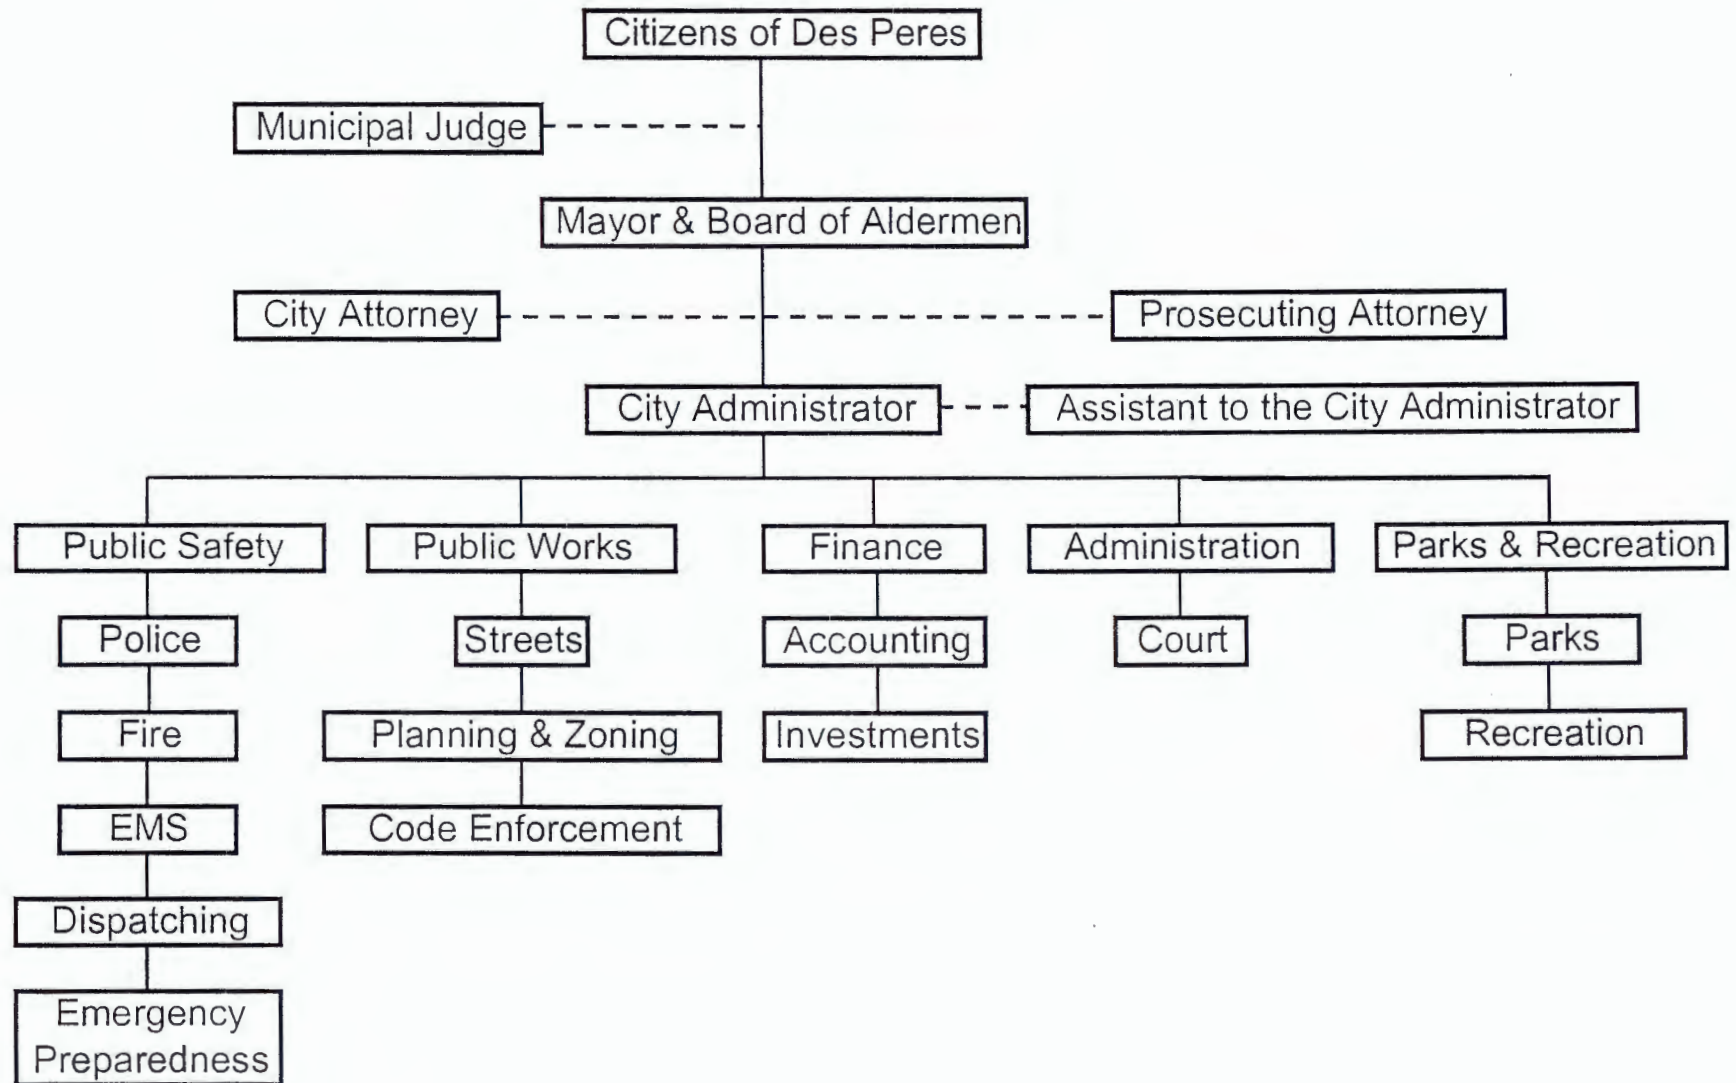 Citizens of Des Peres
Municipal Judge
Mayor & Board of Aldermen
City Attorney
Prosecuting Attorney
City Administrator
Assistant to the City Administrator
Public Safety
Public Works
Finance
Administration
Parks & Recreation
Police
Streets
Accounting
Court
Parks
Fire
Planning & Zoning
Investments
Recreation
EMS
Code Enforcement
Dispatching
Emergency
Preparedness